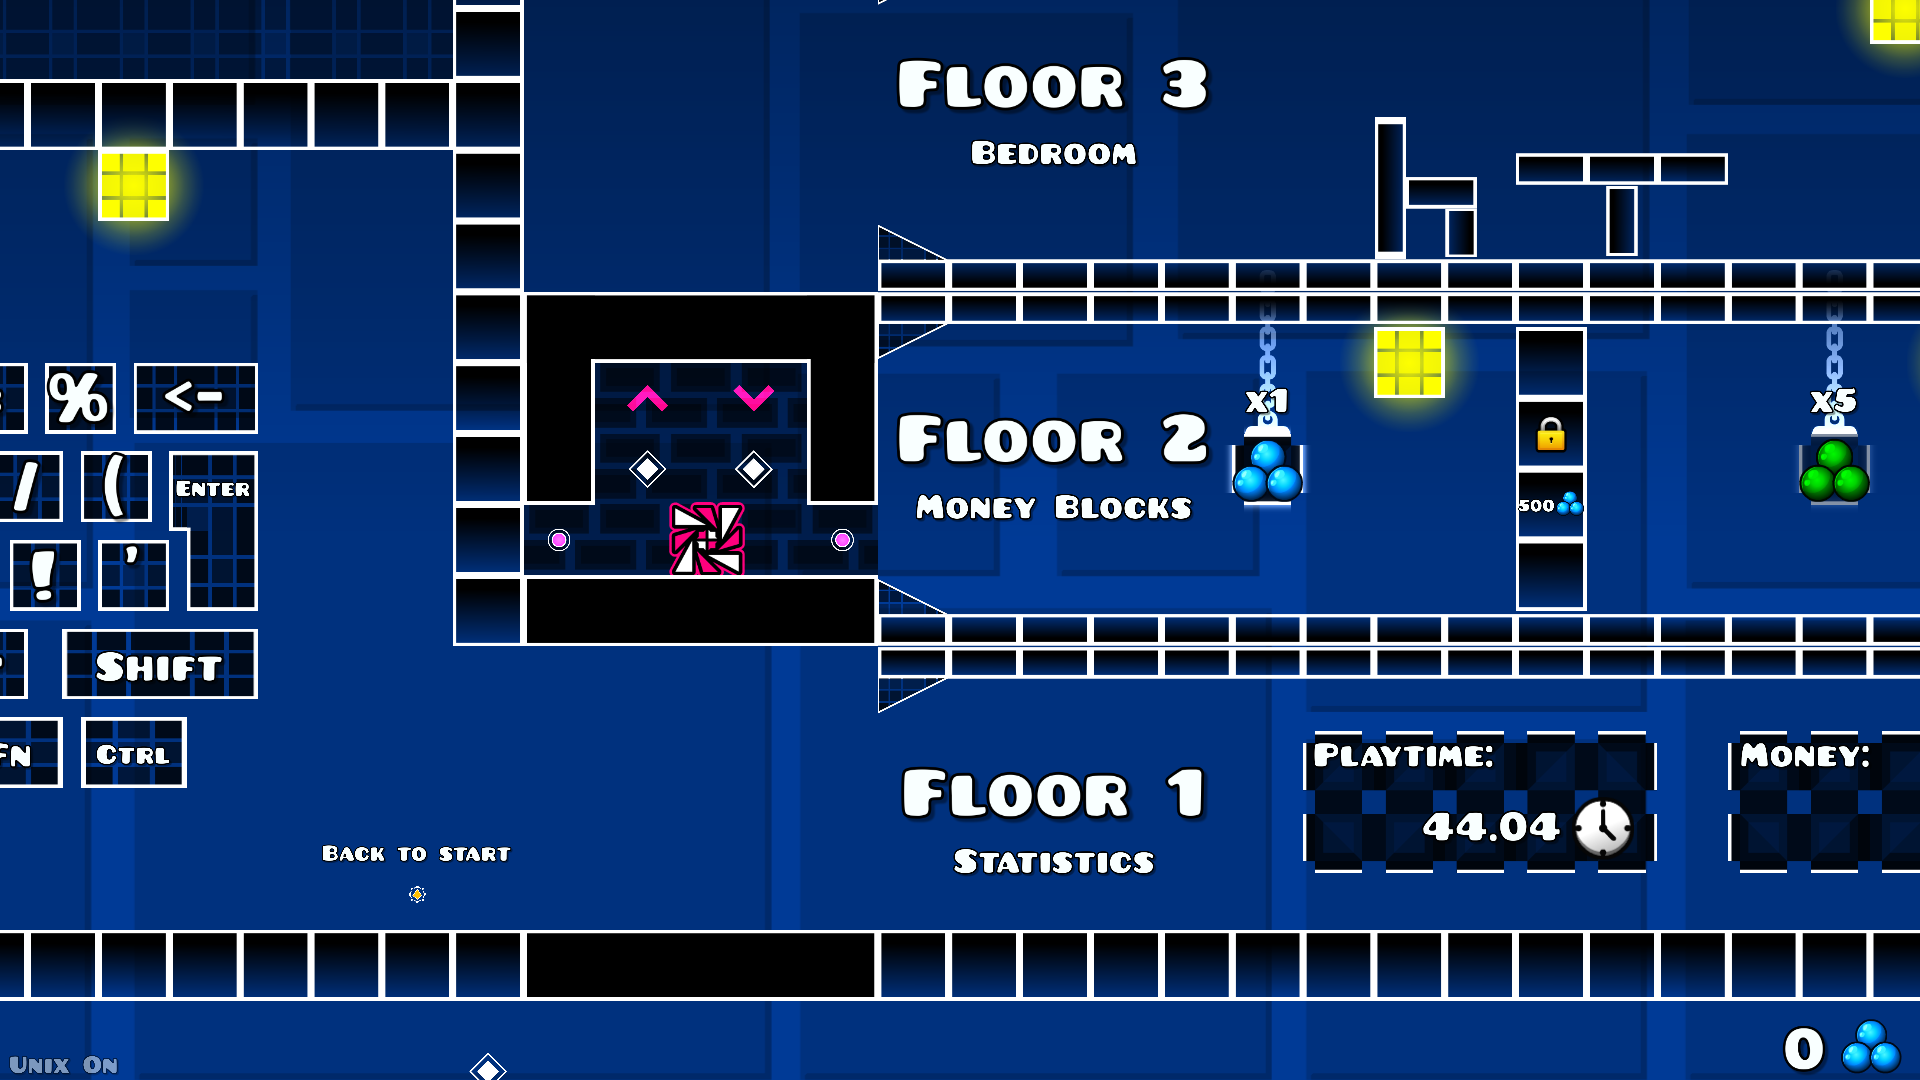 FLOOR 3
BEDROOM
%
<-
x1
x5
FLOOR 2
MONEY BLOCKS
/
(
ENTER
500
!
'
SHIFT
FN
CTRL
PLAYTIME:
44.04
MONEY:
FLOOR 1
STATISTICS
BACK TO START
UNIX ON
0